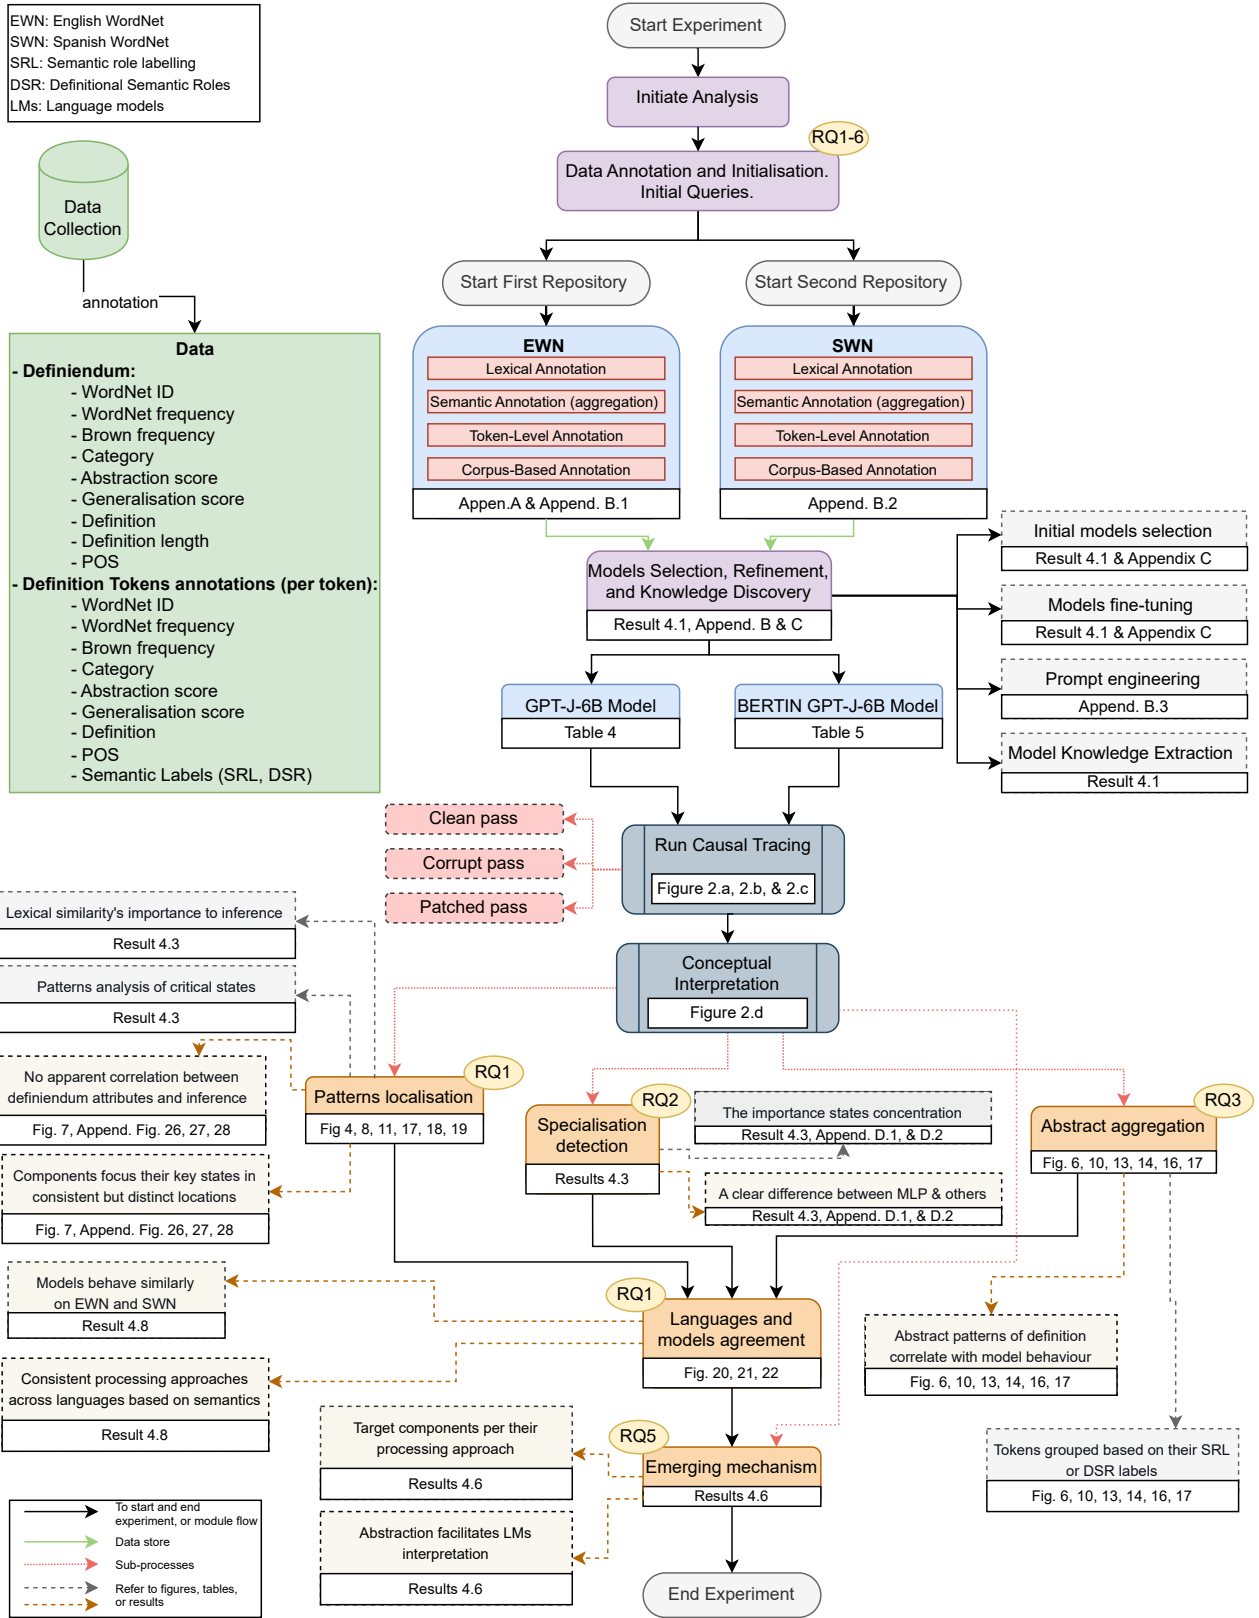 EWN: English WordNet
SWN: Spanish WordNet
SRL: Semantic role labelling
DSR: Definitional Semantic Roles
LMs: Language models
Start Experiment
Initiate Analysis
RQ1-6
Data Annotation and Initialisation.
Initial Queries.
Data
Collection
annotation
Data
- Definiendum:
- WordNet ID
- WordNet frequency
- Brown frequency
- Category
- Abstraction score
- Generalisation score
- Definition
- Definition length
- POS
- Definition Tokens annotations (per token):
- WordNet ID
- WordNet frequency
- Brown frequency
- Category
- Abstraction score
- Generalisation score
- Definition
- POS
- Semantic Labels (SRL, DSR)
Start First Repository
EWN
Lexical Annotation
Semantic Annotation (aggregation)
Token-Level Annotation
Corpus-Based Annotation
Appen.A & Append. B.1
Start Second Repository
SWN
Lexical Annotation
Semantic Annotation (aggregation)
Token-Level Annotation
Corpus-Based Annotation
Append. B.2
Models Selection, Refinement,
and Knowledge Discovery
Result 4.1, Append. B & C
Initial models selection
Result 4.1 & Appendix C
Models fine-tuning
Result 4.1 & Appendix C
Prompt engineering
Append. B.3
Model Knowledge Extraction
Result 4.1
GPT-J-6B Model
Table 4
BERTIN GPT-J-6B Model
Table 5
Clean pass
Corrupt pass
Patched pass
Run Causal Tracing
Figure 2.a, 2.b, & 2.c
Conceptual
Interpretation
Figure 2.d
Lexical similarity's importance to inference
Result 4.3
Patterns analysis of critical states
Result 4.3
No apparent correlation between
definiendum attributes and inference
Fig. 7, Append. Fig. 26, 27, 28
Components focus their key states in
consistent but distinct locations
Fig. 7, Append. Fig. 26, 27, 28
RQ1
Patterns localisation
Fig 4, 8, 11, 17, 18, 19
RQ2
Specialisation
detection
Results 4.3
The importance states concentration
Result 4.3, Append. D.1, & D.2
A clear difference between MLP & others
Result 4.3, Append. D.1, & D.2
RQ3
Abstract aggregation
Fig. 6, 10, 13, 14, 16, 17
Models behave similarly
on EWN and SWN
Result 4.8
Consistent processing approaches
across languages based on semantics
Result 4.8
RQ1
Languages and
models agreement
Fig. 20, 21, 22
Abstract patterns of definition
correlate with model behaviour
Fig. 6, 10, 13, 14, 16, 17
Tokens grouped based on their SRL
or DSR labels
Fig. 6, 10, 13, 14, 16, 17
Target components per their
processing approach
Results 4.6
Abstraction facilitates LMs
interpretation
Results 4.6
RQ5
Emerging mechanism
Results 4.6
End Experiment
To start and end
experiment, or module flow
Data store
Sub-processes
Refer to figures, tables,
or results